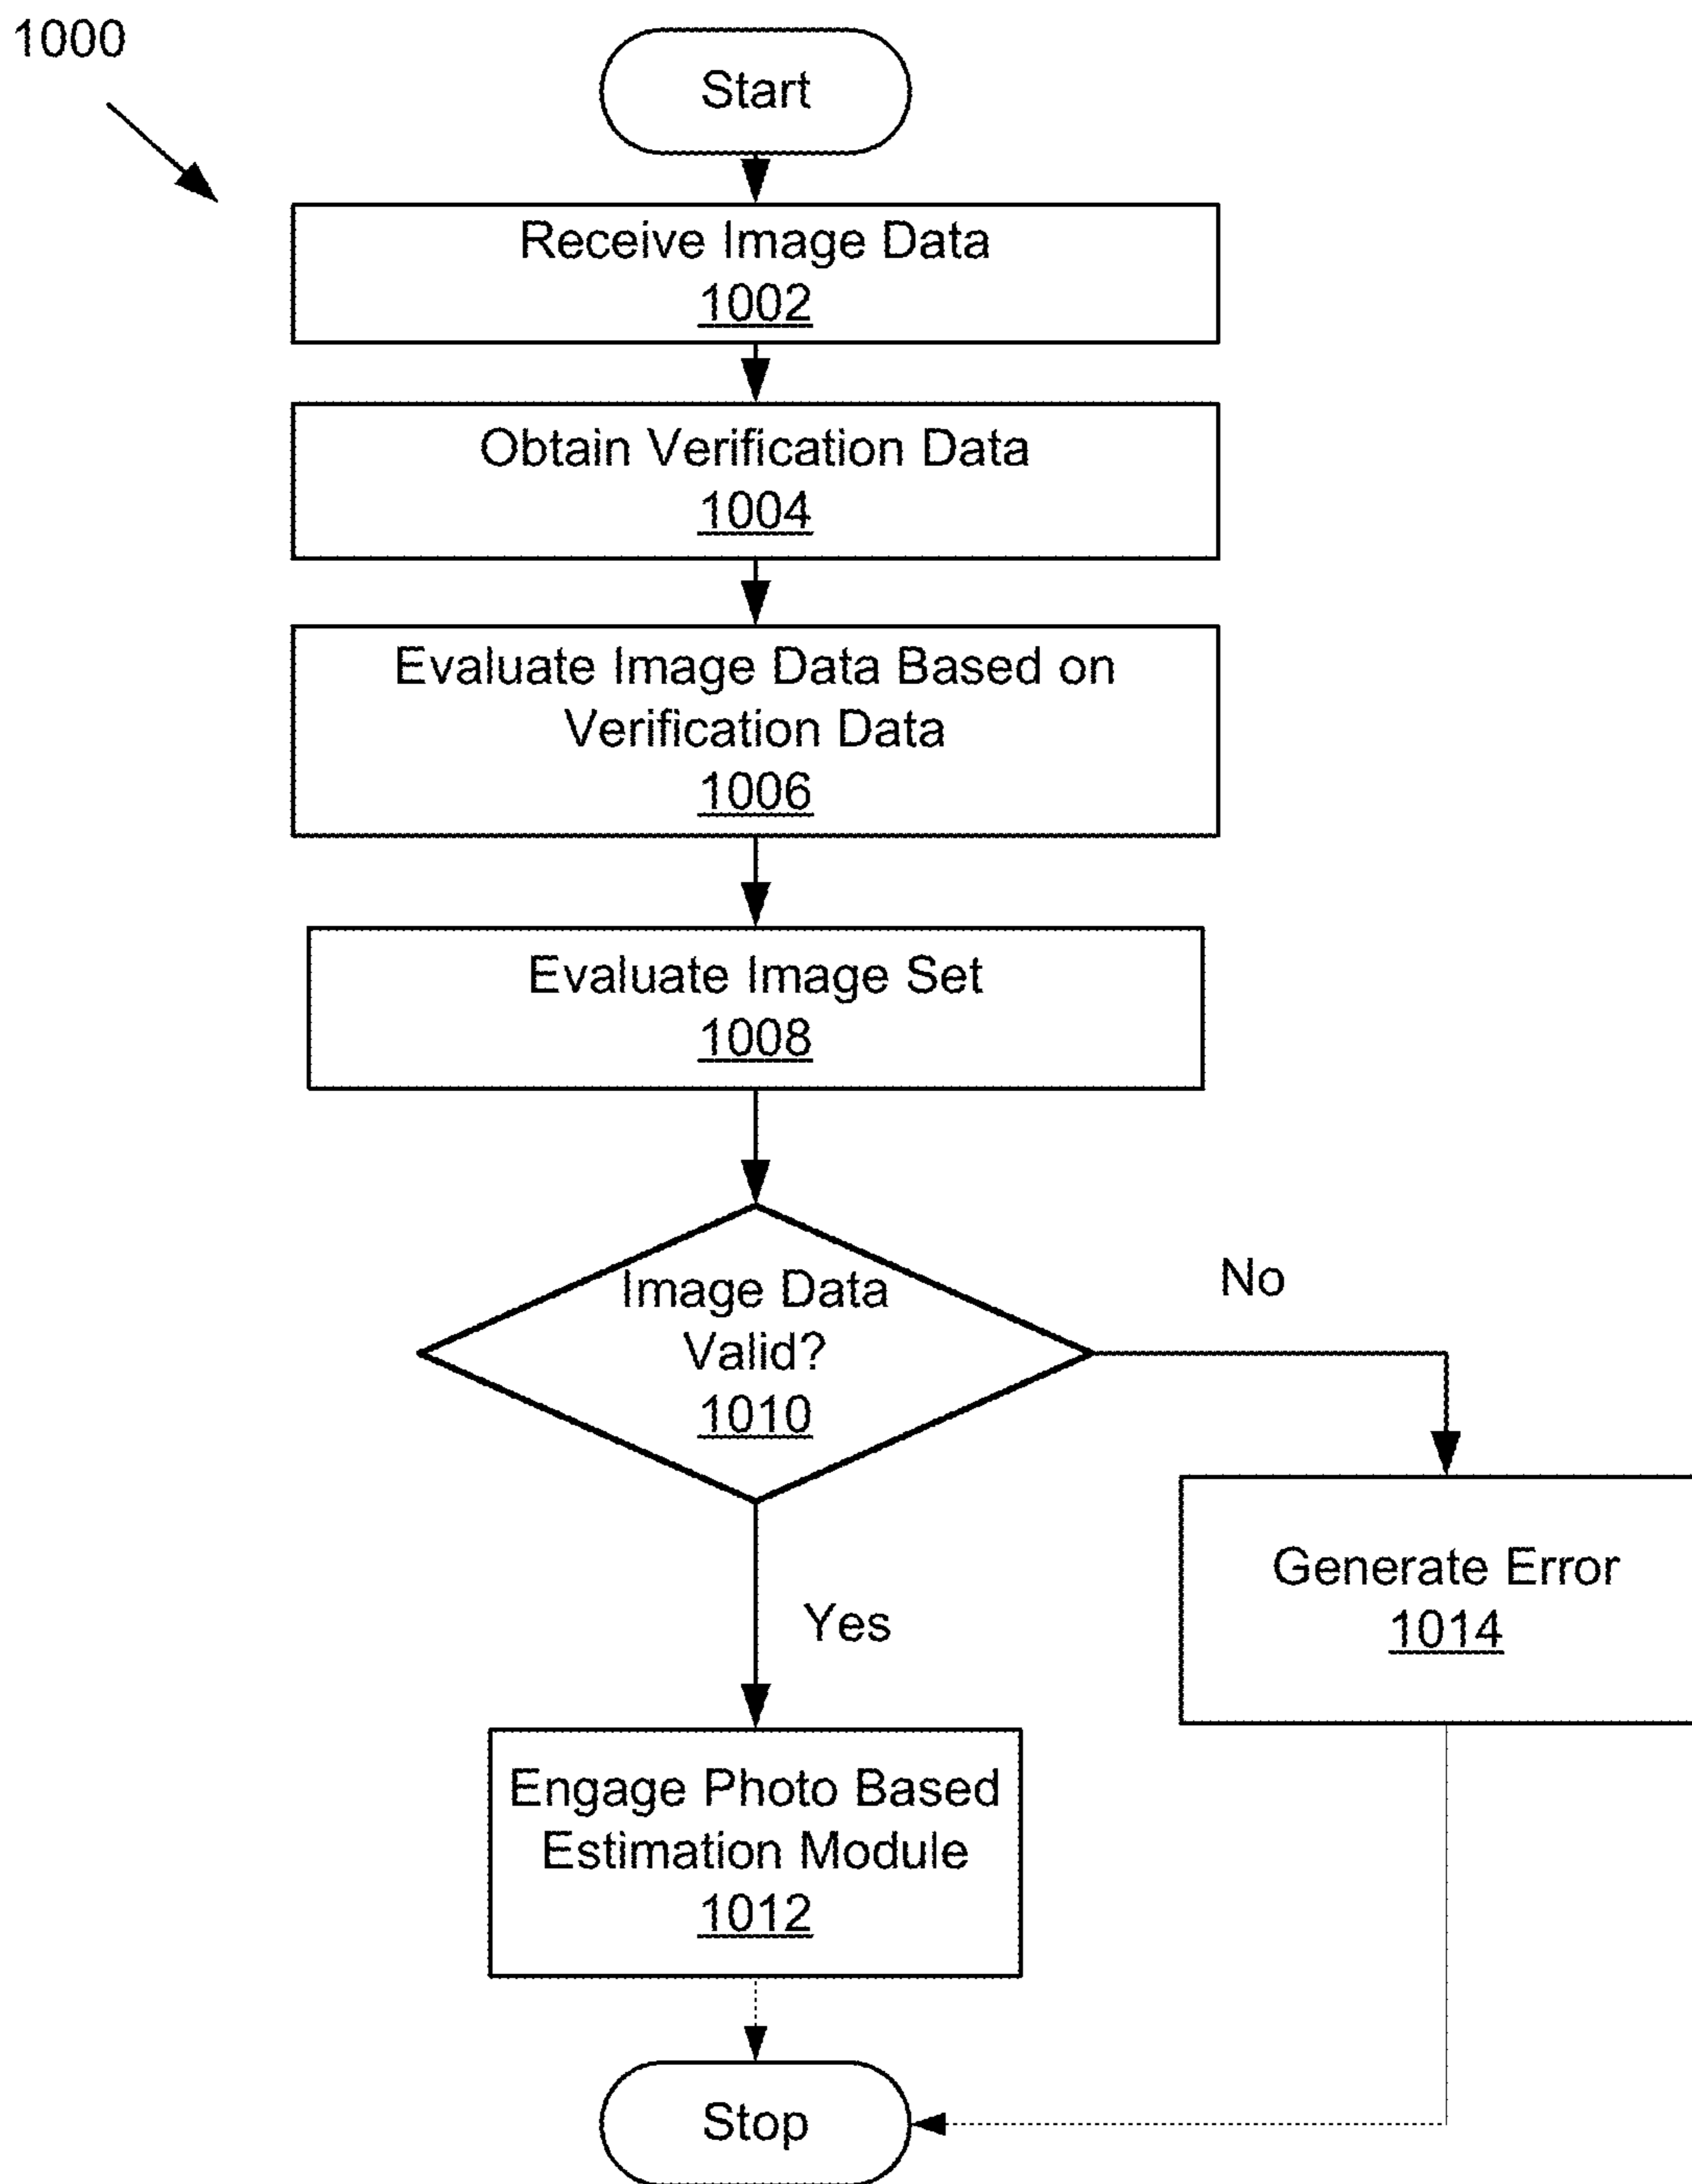 1000
Start
Receive Image Data
1002
Obtain Verification Data
1004
Evaluate Image Data Based on
Verification Data
1006
Evaluate Image Set
1008
Image Data
Valid?
1010
No
Generate Error
1014
Yes
Engage Photo Based
Estimation Module
1012
Stop